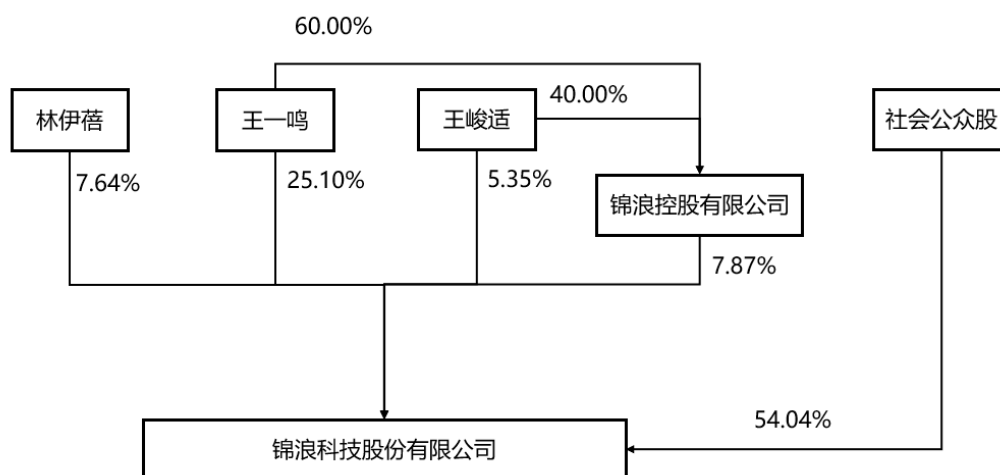 60.00%
林伊蓓
王一鸣
王峻适
40.00%
社会公众股
7.64%
25.10%
5.35%
锦浪控股有限公司
7.87%
54.04%
锦浪科技股份有限公司